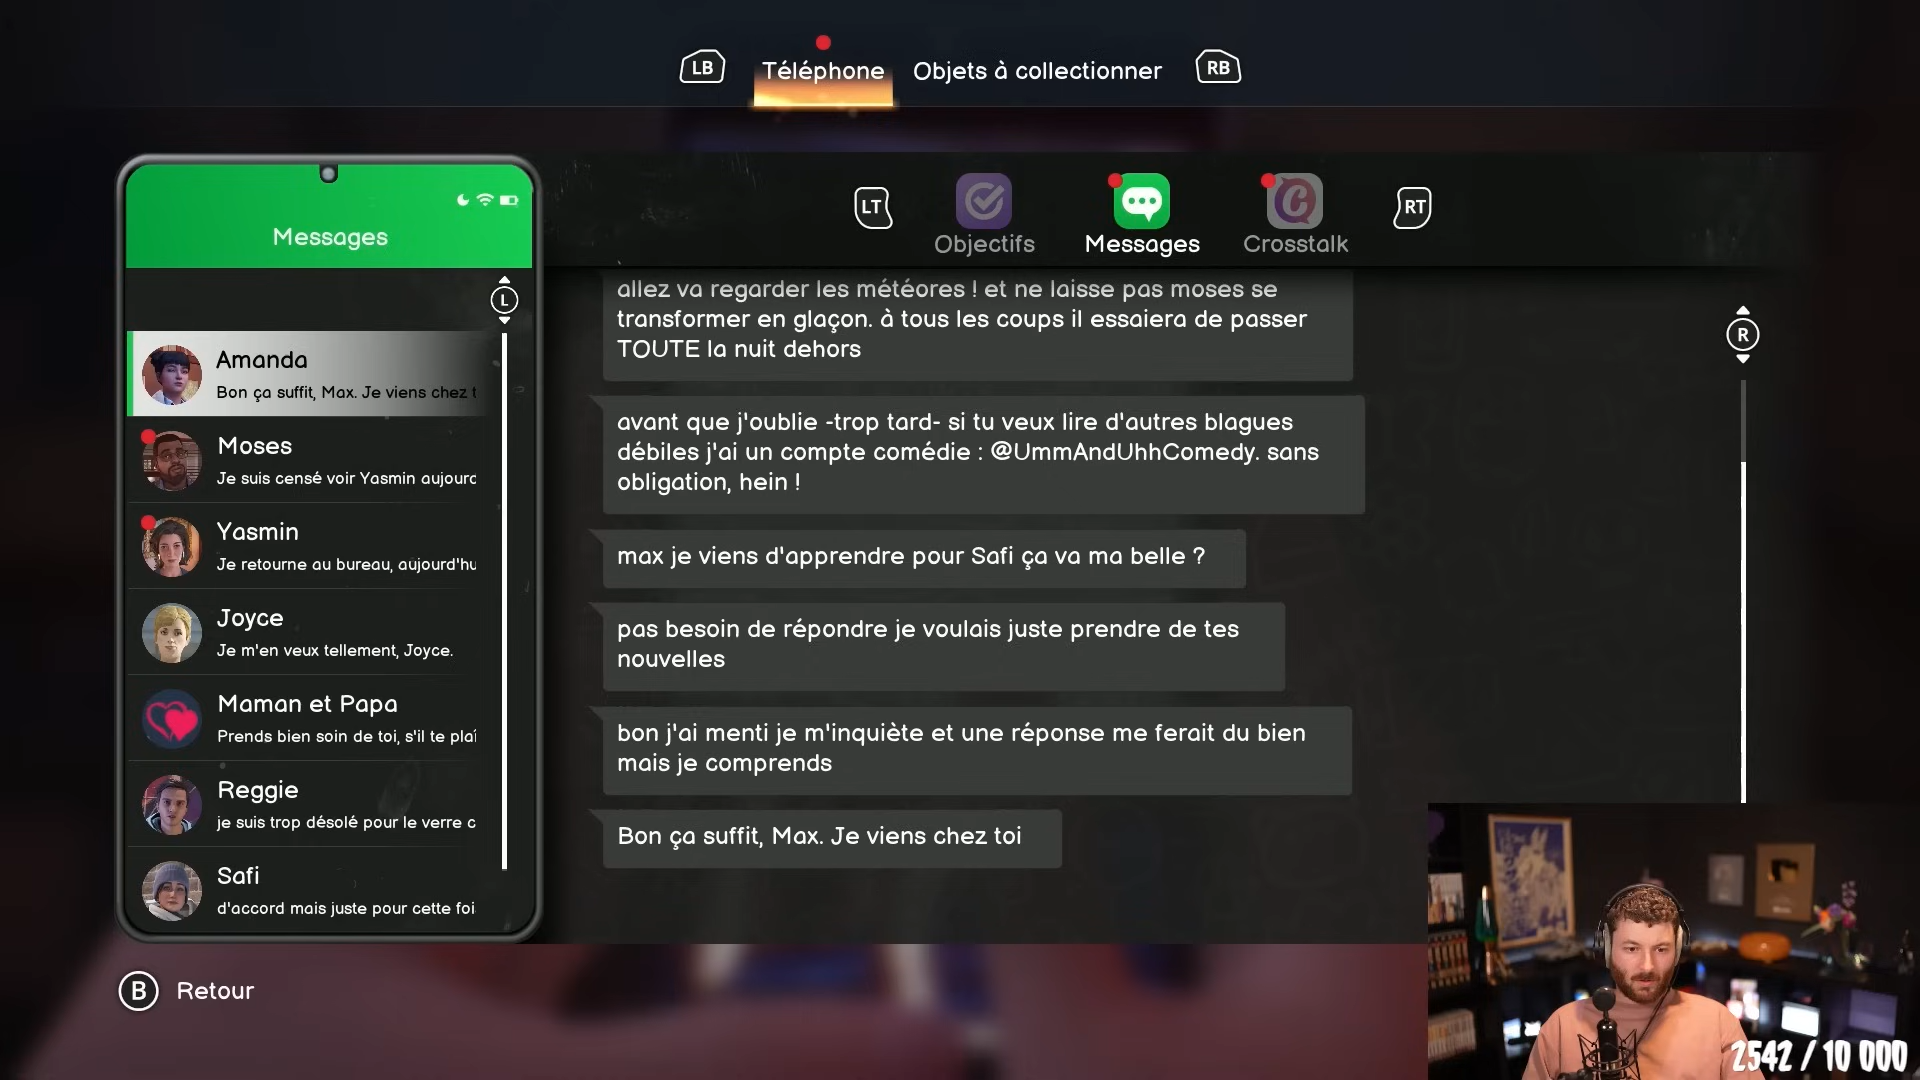 LB
Téléphone
Objets à collectionner
RB
Messages
LT
Objectifs
Messages
Crosstalk
RT
L
Amanda
Bon ça suffit, Max. Je viens chez t
Moses
Je suis censé voir Yasmin aujourd
Yasmin
Je retourne au bureau, aujourd'hu
Joyce
Je m'en veux tellement, Joyce.
Maman et Papa
Prends bien soin de toi, s'il te plaî
Reggie
je suis trop désolé pour le verre c
Safi
d'accord mais juste pour cette foi
allez va regarder les météores ! et ne laisse pas moses se
transformer en glaçon. à tous les coups il essaiera de passer
TOUTE la nuit dehors
avant que j'oublie -trop tard- si tu veux lire d'autres blagues
débiles j'ai un compte comédie : @UmmAndUhhComedy. sans
obligation, hein !
max je viens d'apprendre pour Safi ça va ma belle ?
pas besoin de répondre je voulais juste prendre de tes
nouvelles
bon j'ai menti je m'inquiète et une réponse me ferait du bien
mais je comprends
Bon ça suffit, Max. Je viens chez toi
R
B
Retour
2542 / 10 000